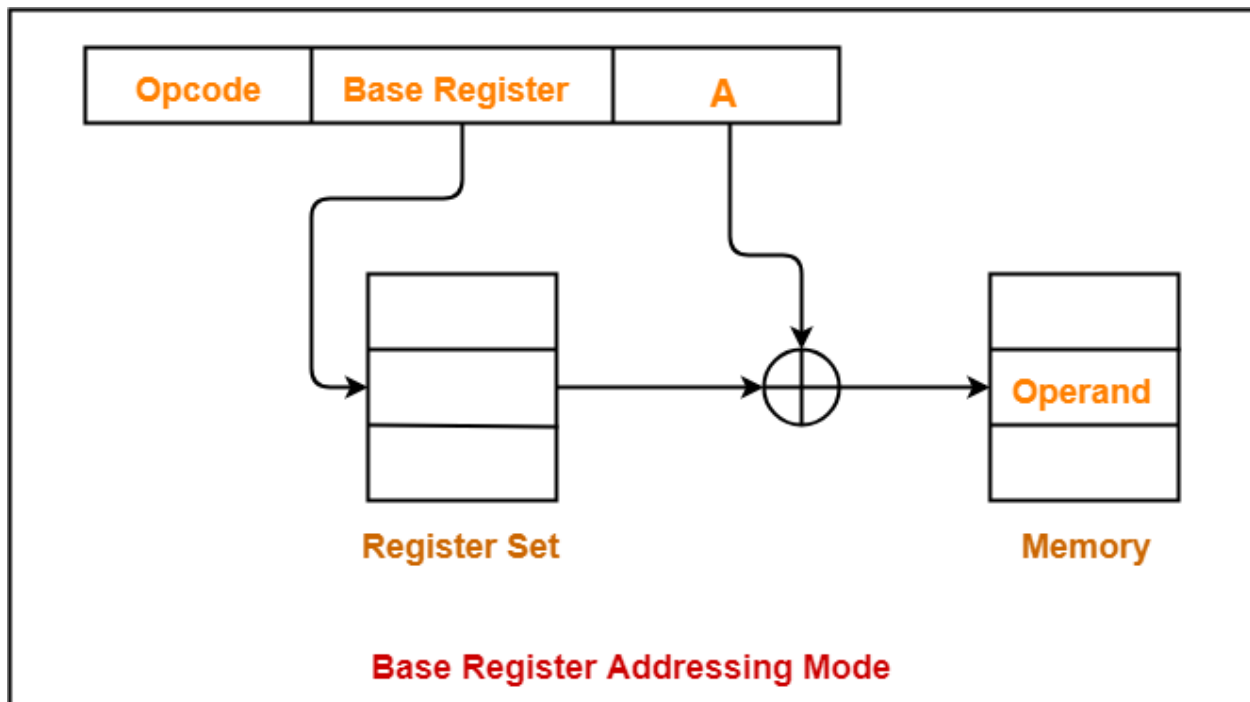 Opcode Base Register A
Operand
Register Set Memory
Base Register Addressing Mode